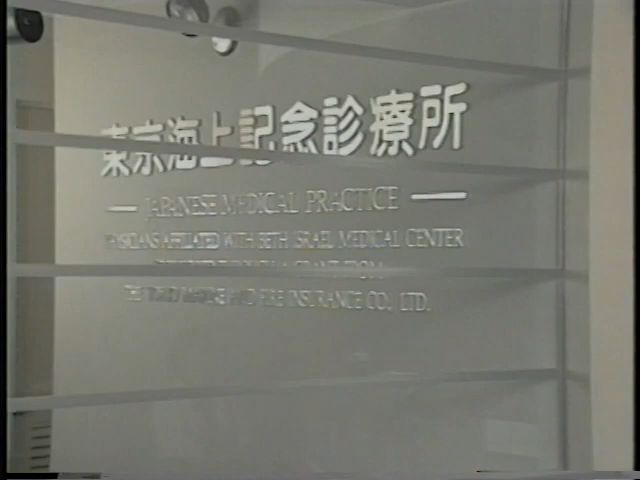 東京海上記念診療所
JAPANESE MEDICAL PRACTICE
PHYSICIANS AFFILIATED WITH BETH ISRAEL MEDICAL CENTER
FROM
THE TOKIO MARINE AND FIRE INSURANCE CO., LTD.